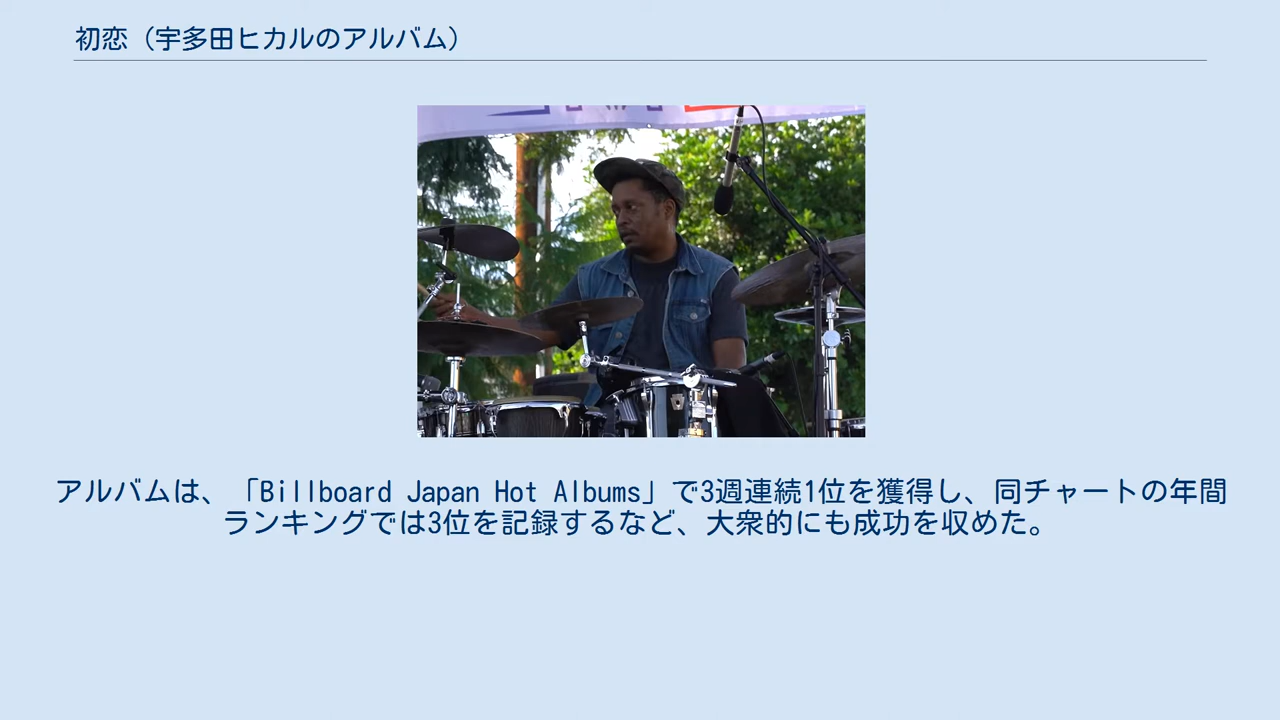 初恋（宇多田ヒカルのアルバム）
アルバムは、「Billboard Japan Hot Albums」で3週連続1位を獲得し、同チャートの年間
ランキングでは3位を記録するなど、大衆的にも成功を収めた。